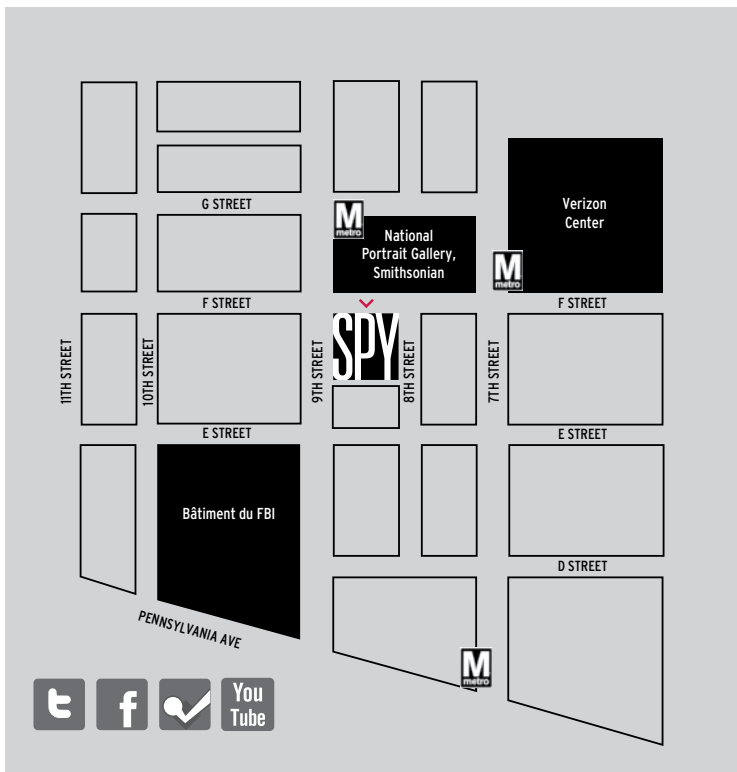 G STREET
M
metro
National
Portrait Gallery,
Smithsonian
Verizon
Center
M
metro
F STREET
F STREET
11TH STREET
10TH STREET
9TH STREET
SPY
8TH STREET
7TH STREET
E STREET
E STREET
Bâtiment du FBI
D STREET
PENNSYLVANIA AVE
M
metro
t
f
You
Tube